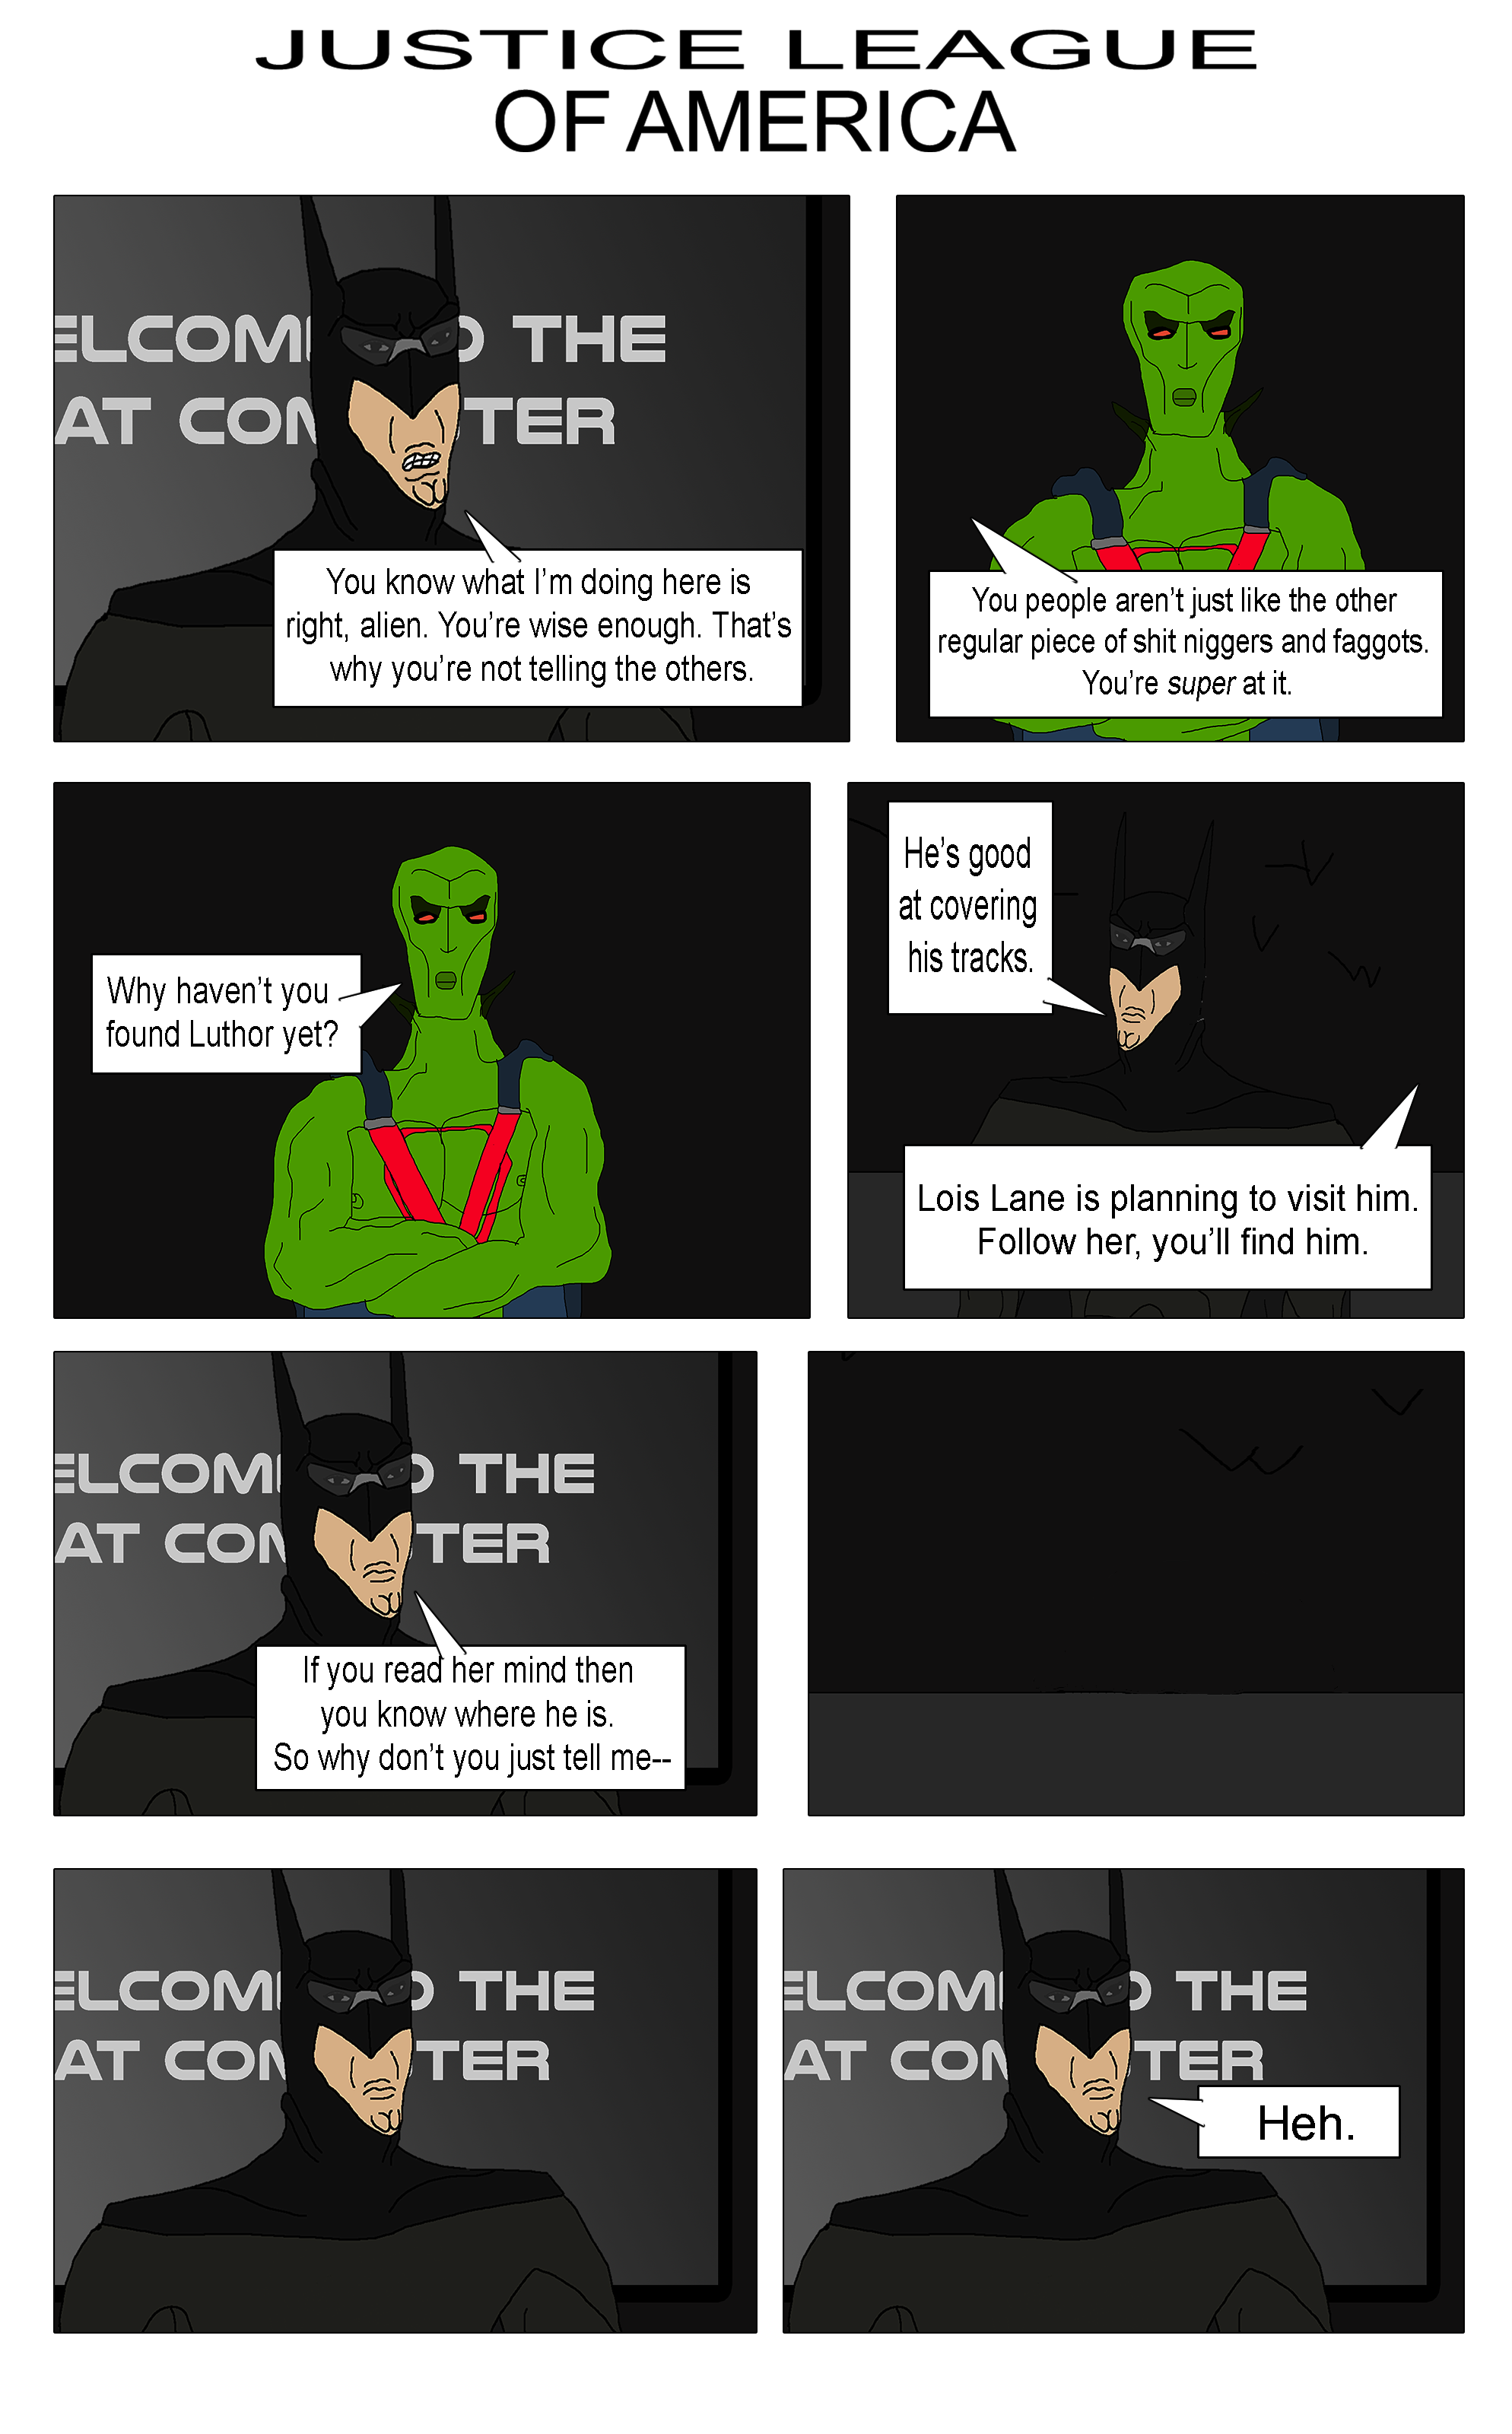 JUSTICE LEAGUE
OF AMERICA
ELCOM O THE
AT CON TER
You know what I'm doing here is
right, alien. You're wise enough. That's
why you're not telling the others.
You people aren't just like the other
regular piece of shit niggers and faggots.
You're super at it.
Why haven't you
found Luthor yet?
He's good
at covering
his tracks.
Lois Lane is planning to visit him.
Follow her, you'll find him.
ELCOM O THE
AT CON TER
If you read her mind then
you know where he is.
So why don't you just tell me--
ELCOM O THE
AT CON TER
ELCOM O THE
AT CON TER
Heh.